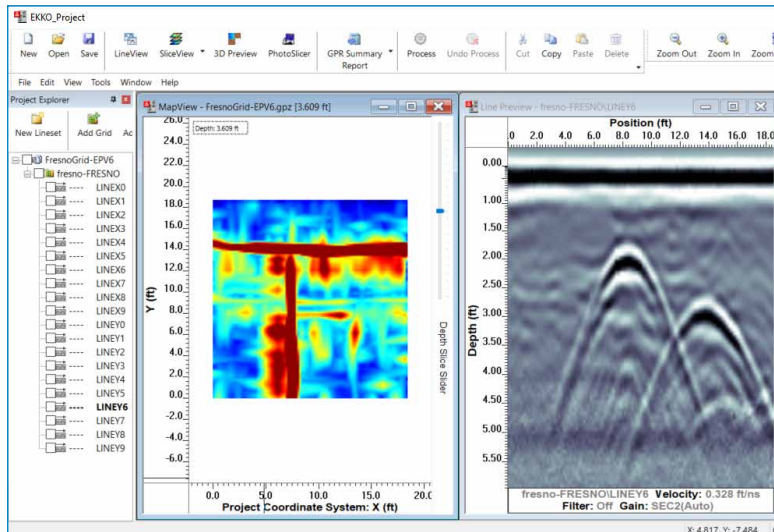 EKKO_Project
New Open Save LineView SliceView 3D Preview PhotoSlicer GPR Summary Report Process Undo Process Cut Copy Paste Delete Zoom Out Zoom In Zoom
File Edit View Tools Window Help
Project Explorer
New Lineset Add Grid Ac
FresnoGrid-EPV6
fresno-FRESNO
LINEX0
LINEX1
LINEX2
LINEX3
LINEX4
LINEX5
LINEX6
LINEX7
LINEX8
LINEX9
LINEY0
LINEY1
LINEY2
LINEY3
LINEY4
LINEY5
LINEY6
LINEY7
LINEY8
LINEY9
MapView - FresnoGrid-EPV6.gpz [3.609 ft]
Depth: 3.609 ft
26.0
24.0
22.0
20.0
18.0
16.0
14.0
12.0
10.0
8.0
6.0
4.0
2.0
0.0
-2.0
-4.0
-6.0
Y (ft)
0.0 5.0 10.0 15.0 20.0
Project Coordinate System: X (ft)
Depth Slice Slider
Line Preview - fresno-FRESNO\LINEY6
Position (ft)
.0 2.0 4.0 6.0 8.0 10.0 12.0 14.0 16.0 18.0
0.00
1.00
1.50
2.00
2.50
3.00
3.50
4.00
4.50
5.00
5.50
Depth (ft)
fresno-FRESNO\LINEY6 Velocity: 0.328 ft/ns
Filter: Off Gain: SEC2(Auto)
X: 4.817 Y: -7.484